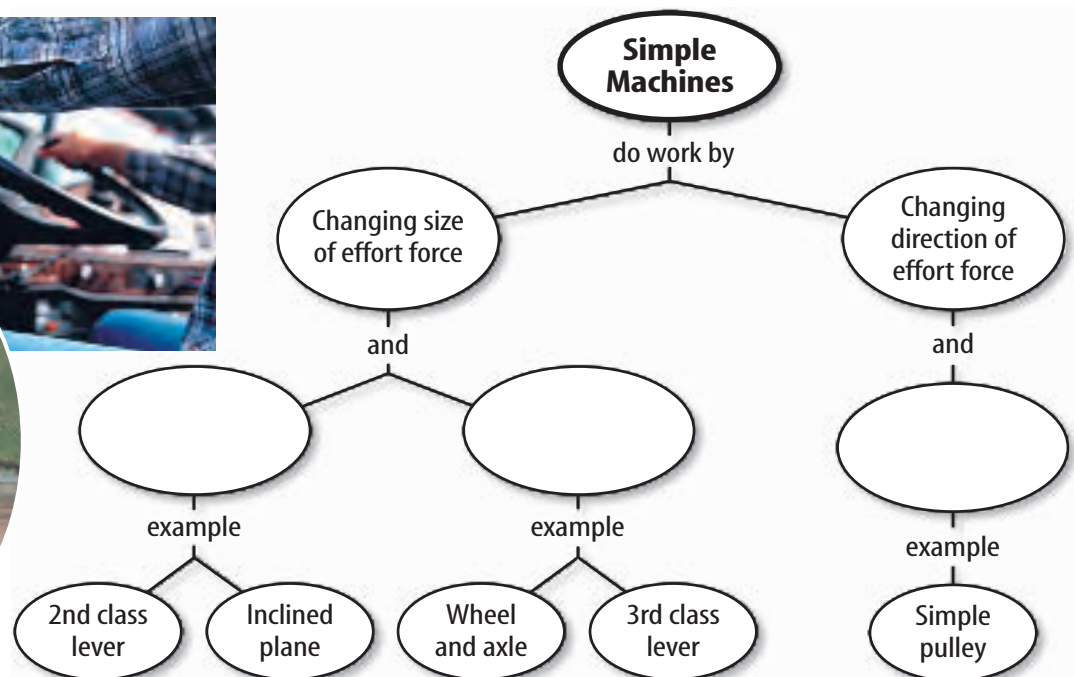 Simple
Machines
do work by
Changing size
of effort force
Changing
direction of
effort force
and
and
example
example
example
2nd class
lever
Inclined
plane
Wheel
and axle
3rd class
lever
Simple
pulley